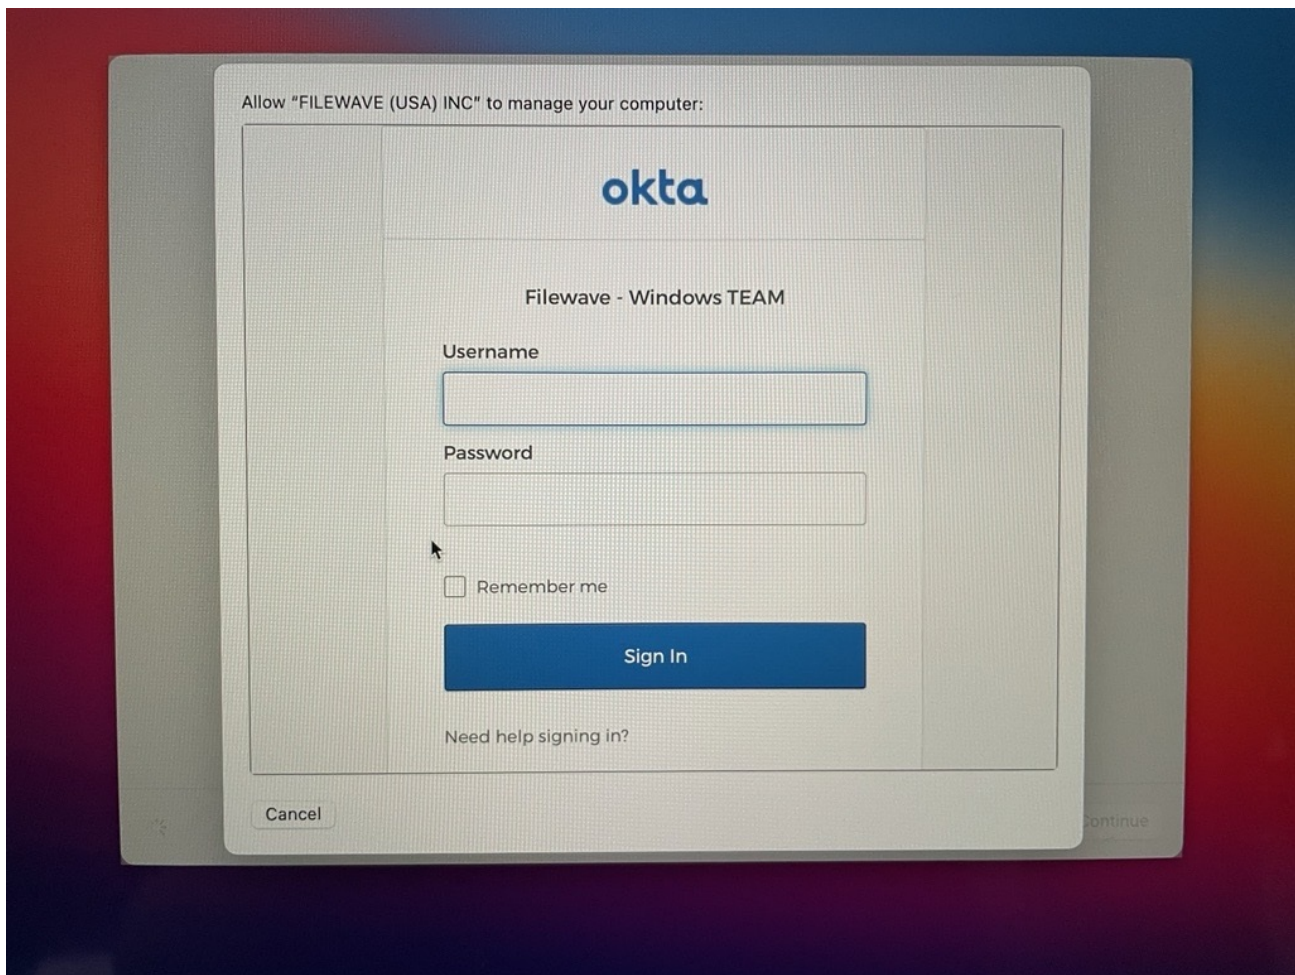 Allow "FILEWAVE (USA) INC" to manage your computer:
okta
Filewave - Windows TEAM
Username
Password
Remember me
Sign In
Need help signing in?
Cancel
Continue